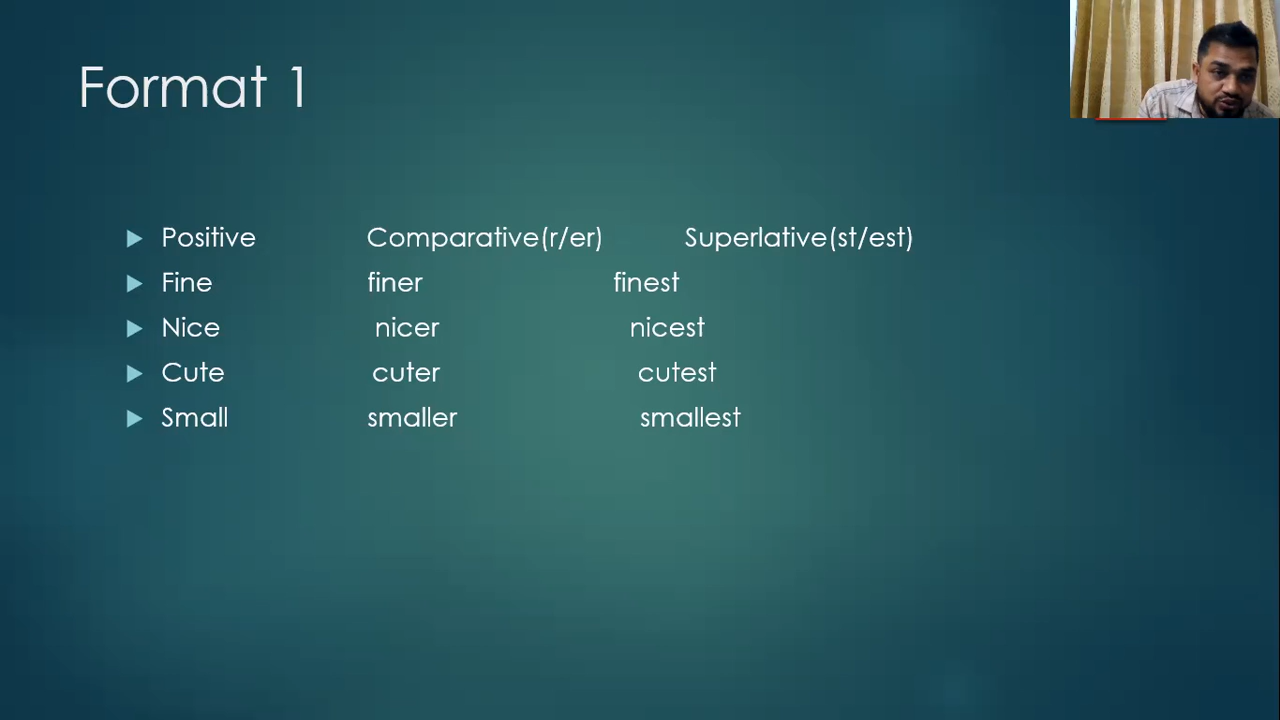 Format 1
Positive Comparative(r/er) Superlative(st/est)
Fine finer finest
Nice nicer nicest
Cute cuter cutest
Small smaller smallest